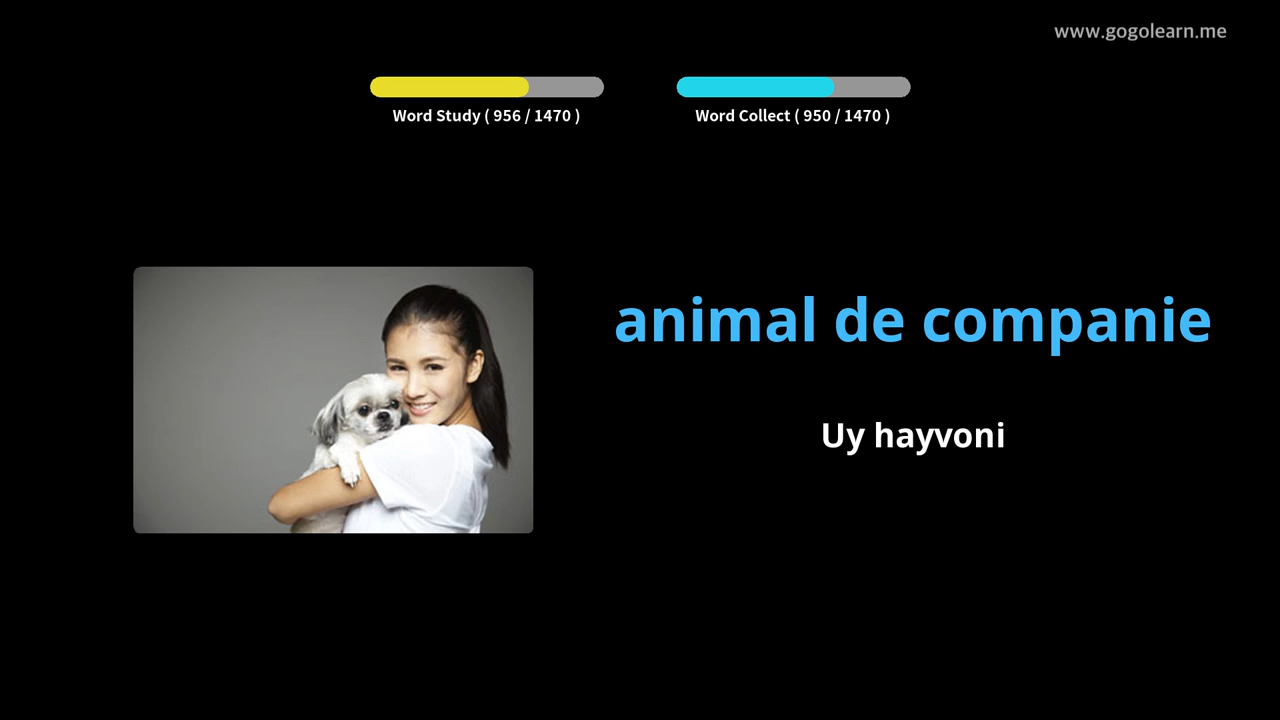 www.gogolearn.me
Word Study ( 956 / 1470 )
Word Collect ( 950 / 1470 )
animal de companie
Uy hayvoni